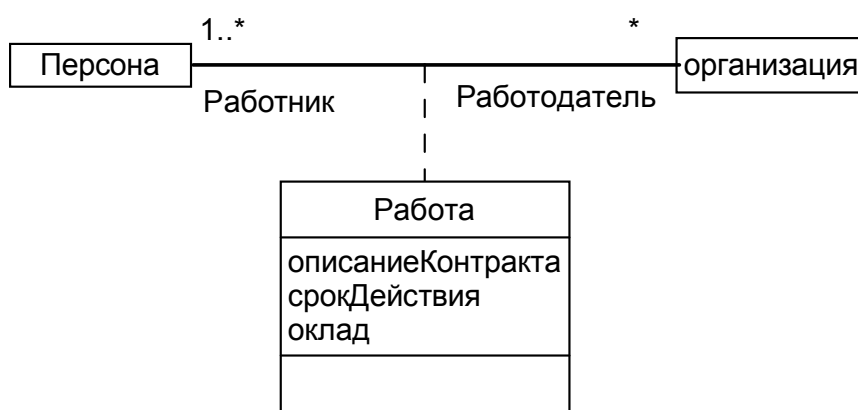 1..*
*
Персона
организация
Работник
Работодатель
Работа
описаниеКонтракта
срокДействия
оклад